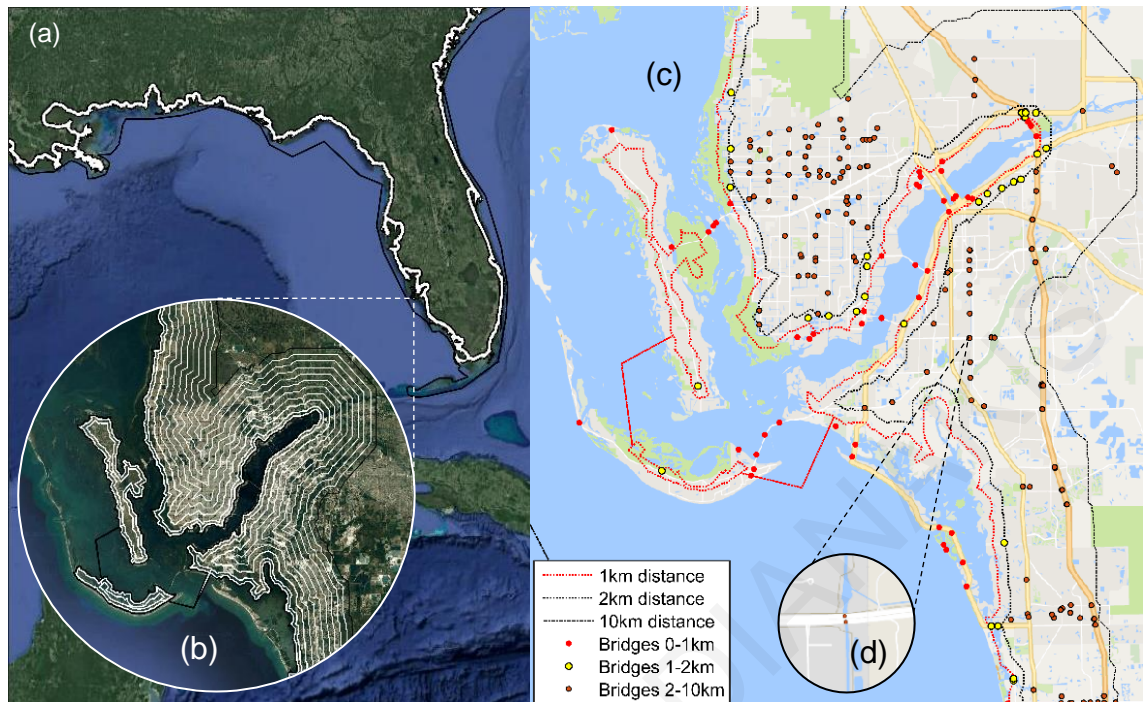 (a)
(b)
(c)
(d)
1km distance
2km distance
10km distance
Bridges 0-1km
Bridges 1-2km
Bridges 2-10km